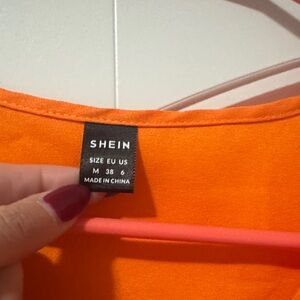 SHEIN
SIZE EU US
M 38 6
MADE IN CHINA